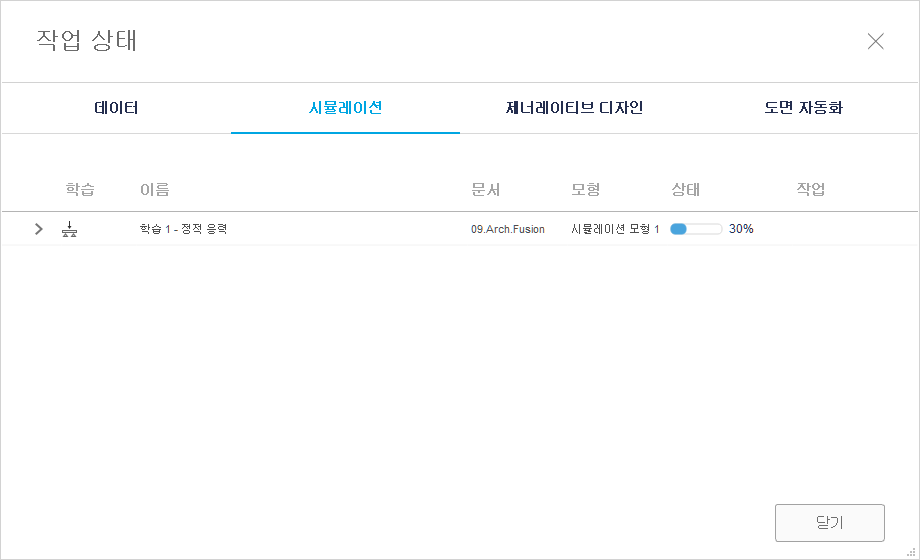 작업 상태
데이터 시뮬레이션 제너레이티브 디자인 도면 자동화
학습 이름 문서 모형 상태 작업
학습 1 - 정적 응력 09.Arch.Fusion 시뮬레이션 모형 1 30%
닫기